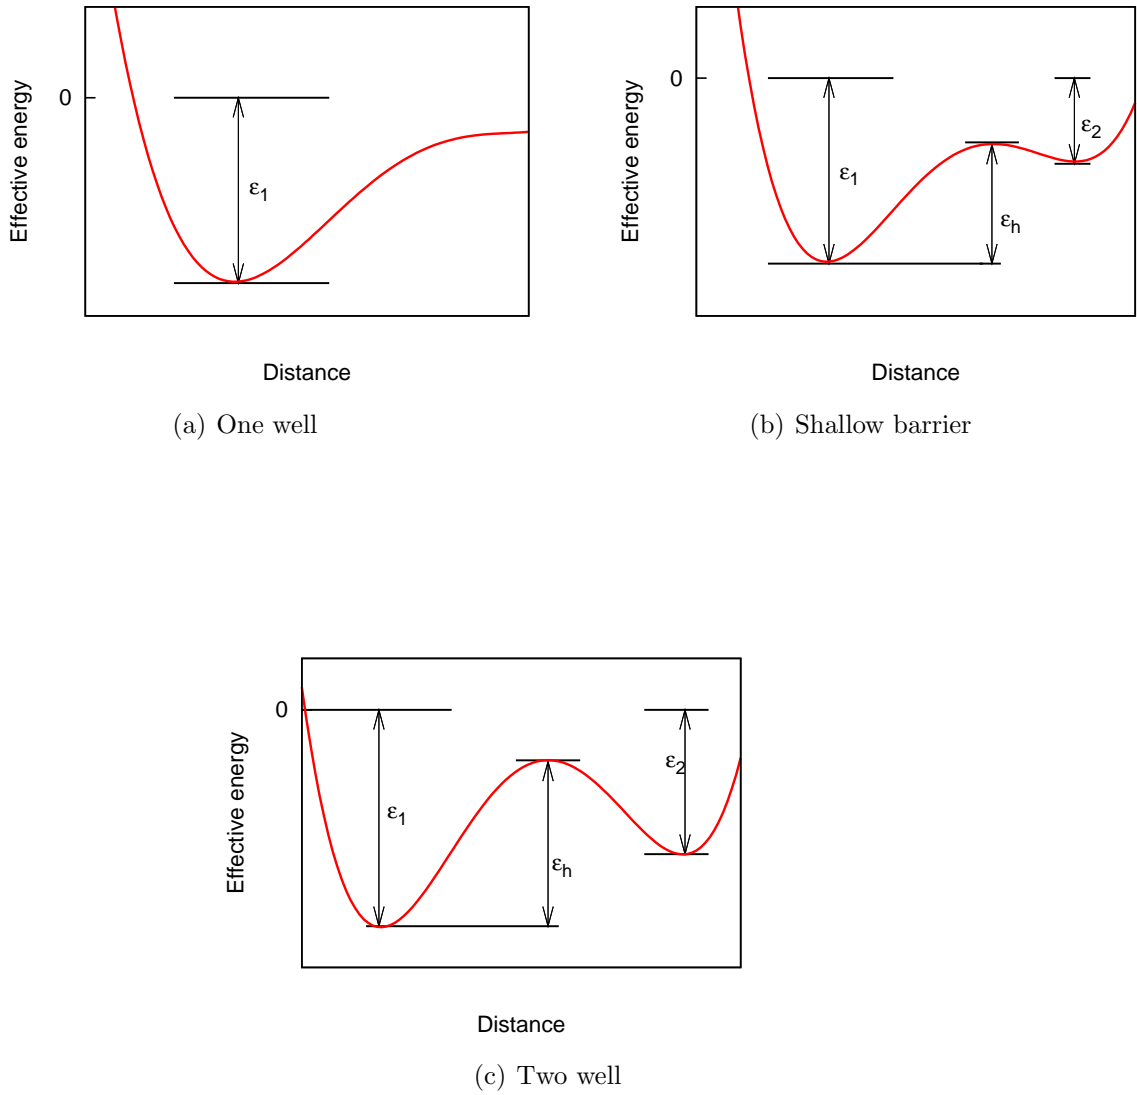 Effective energy
0
ε1
Distance
(a) One well
Effective energy
0
ε1
εh
ε2
Distance
(b) Shallow barrier
Effective energy
0
ε1
εh
ε2
Distance
(c) Two well